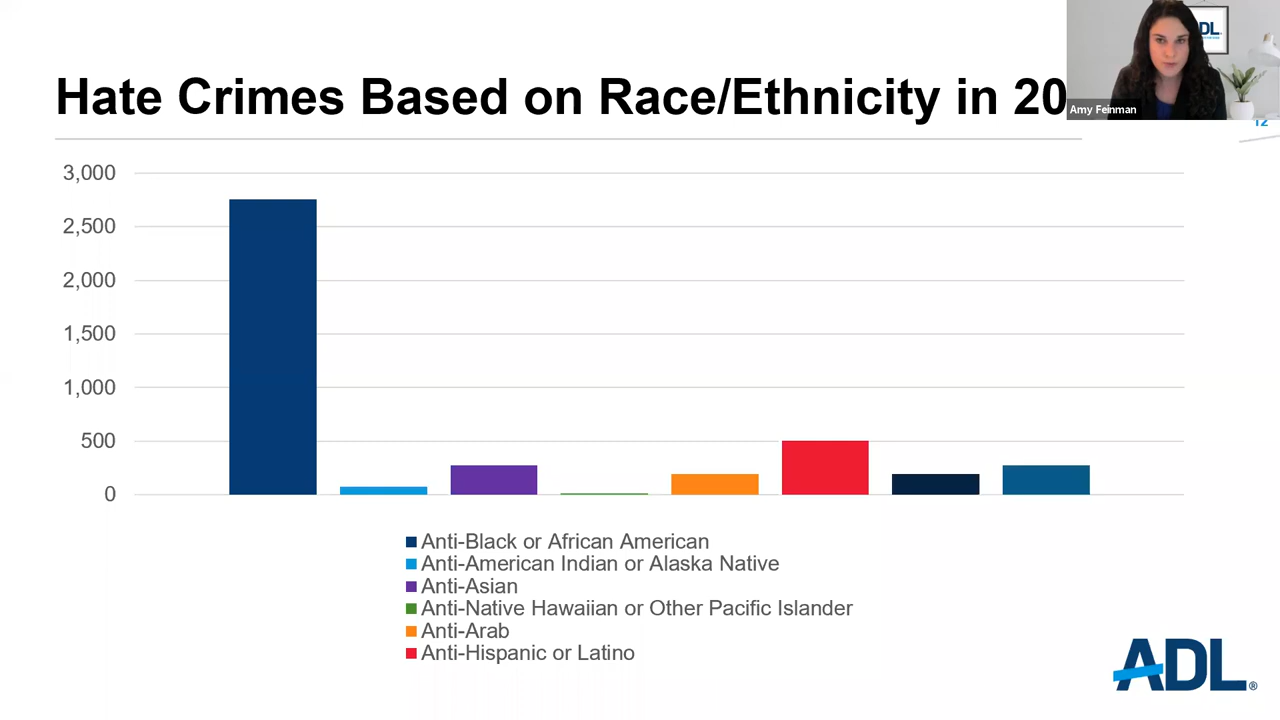 Hate Crimes Based on Race/Ethnicity in 20
DL
Amy Feinman
12
3,000
2,500
2,000
1,500
1,000
500
0
Anti-Black or African American
Anti-American Indian or Alaska Native
Anti-Asian
Anti-Native Hawaiian or Other Pacific Islander
Anti-Arab
Anti-Hispanic or Latino
ADL®